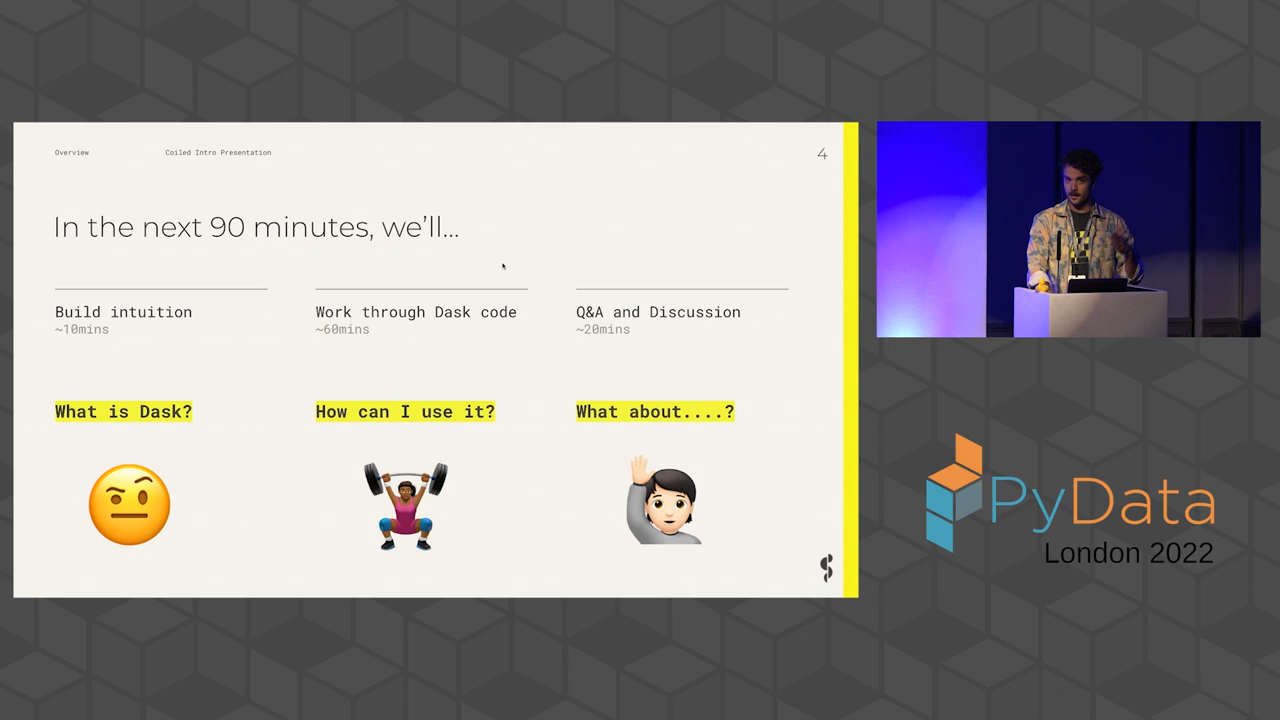 Overview
Coiled Intro Presentation
4
In the next 90 minutes, we'll...
Build intuition
~10mins
Work through Dask code
~60mins
Q&A and Discussion
~20mins
What is Dask?
How can I use it?
What about....?
PyData
London 2022